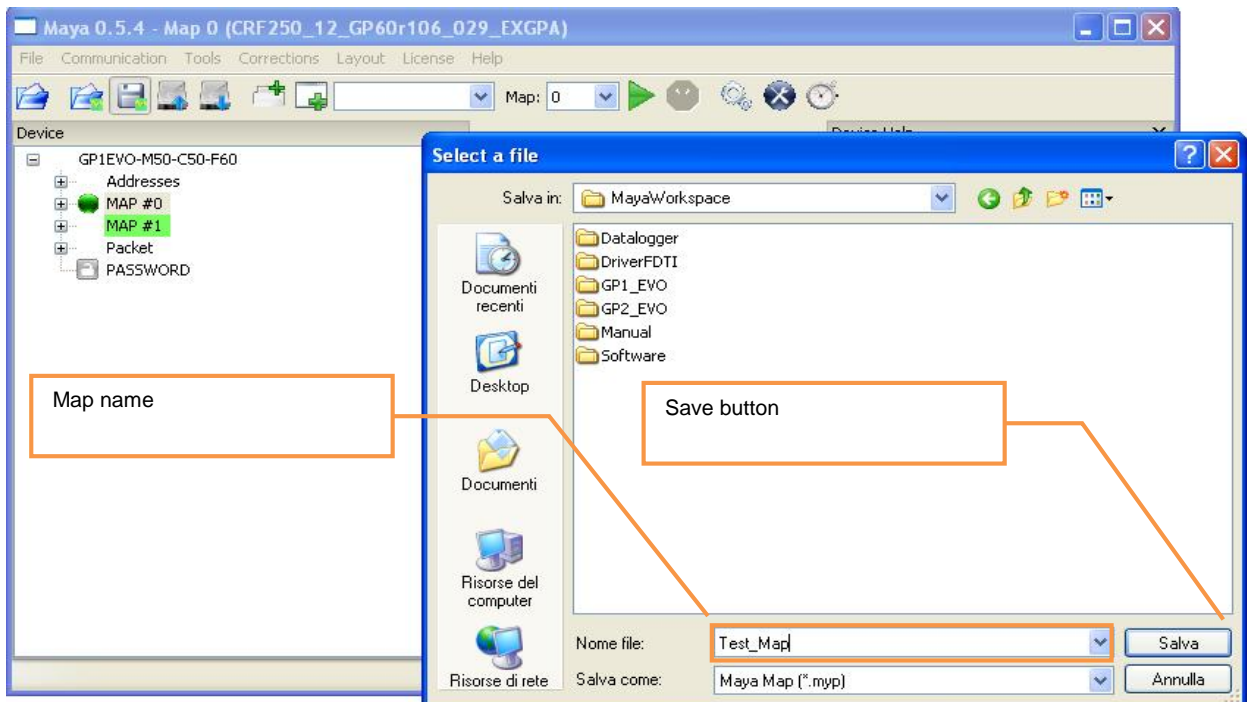 Maya 0.5.4 - Map 0 (CRF250_12_GP60r106_029_EXGPA)
File Communication Tools Corrections Layout License Help
Map: 0
Device
Device Help
GP1EVO-M50-C50-F60
Addresses
MAP #0
MAP #1
Packet
PASSWORD
Map name
Select a file
Salva in: MayaWorkspace
Documenti recenti
Desktop
Documenti
Risorse del computer
Risorse di rete
Datalogger
DriverFDTI
GP1_EVO
GP2_EVO
Manual
Software
Save button
Nome file: Test_Map
Salva
Salva come: Maya Map (*.myp)
Annulla